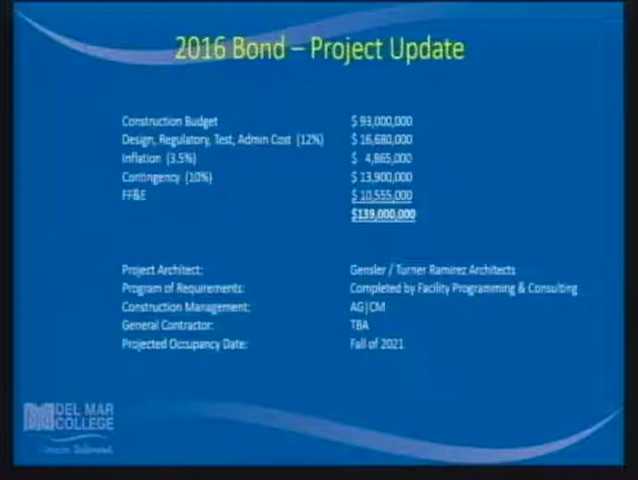 2016 Bond – Project Update
Construction Budget $ 93,000,000
Design, Regulatory, Test, Admin Cost (12%) $ 16,680,000
Inflation (3.5%) $ 4,865,000
Contingency (10%) $ 13,900,000
FF&E $ 10,555,000
$139,000,000
Project Architect: Gensler / Turner Ramirez Architects
Program of Requirements: Completed by Facility Programming & Consulting
Construction Management: AG|CM
General Contractor: TBA
Projected Occupancy Date: Fall of 2021
DEL MAR
COLLEGE